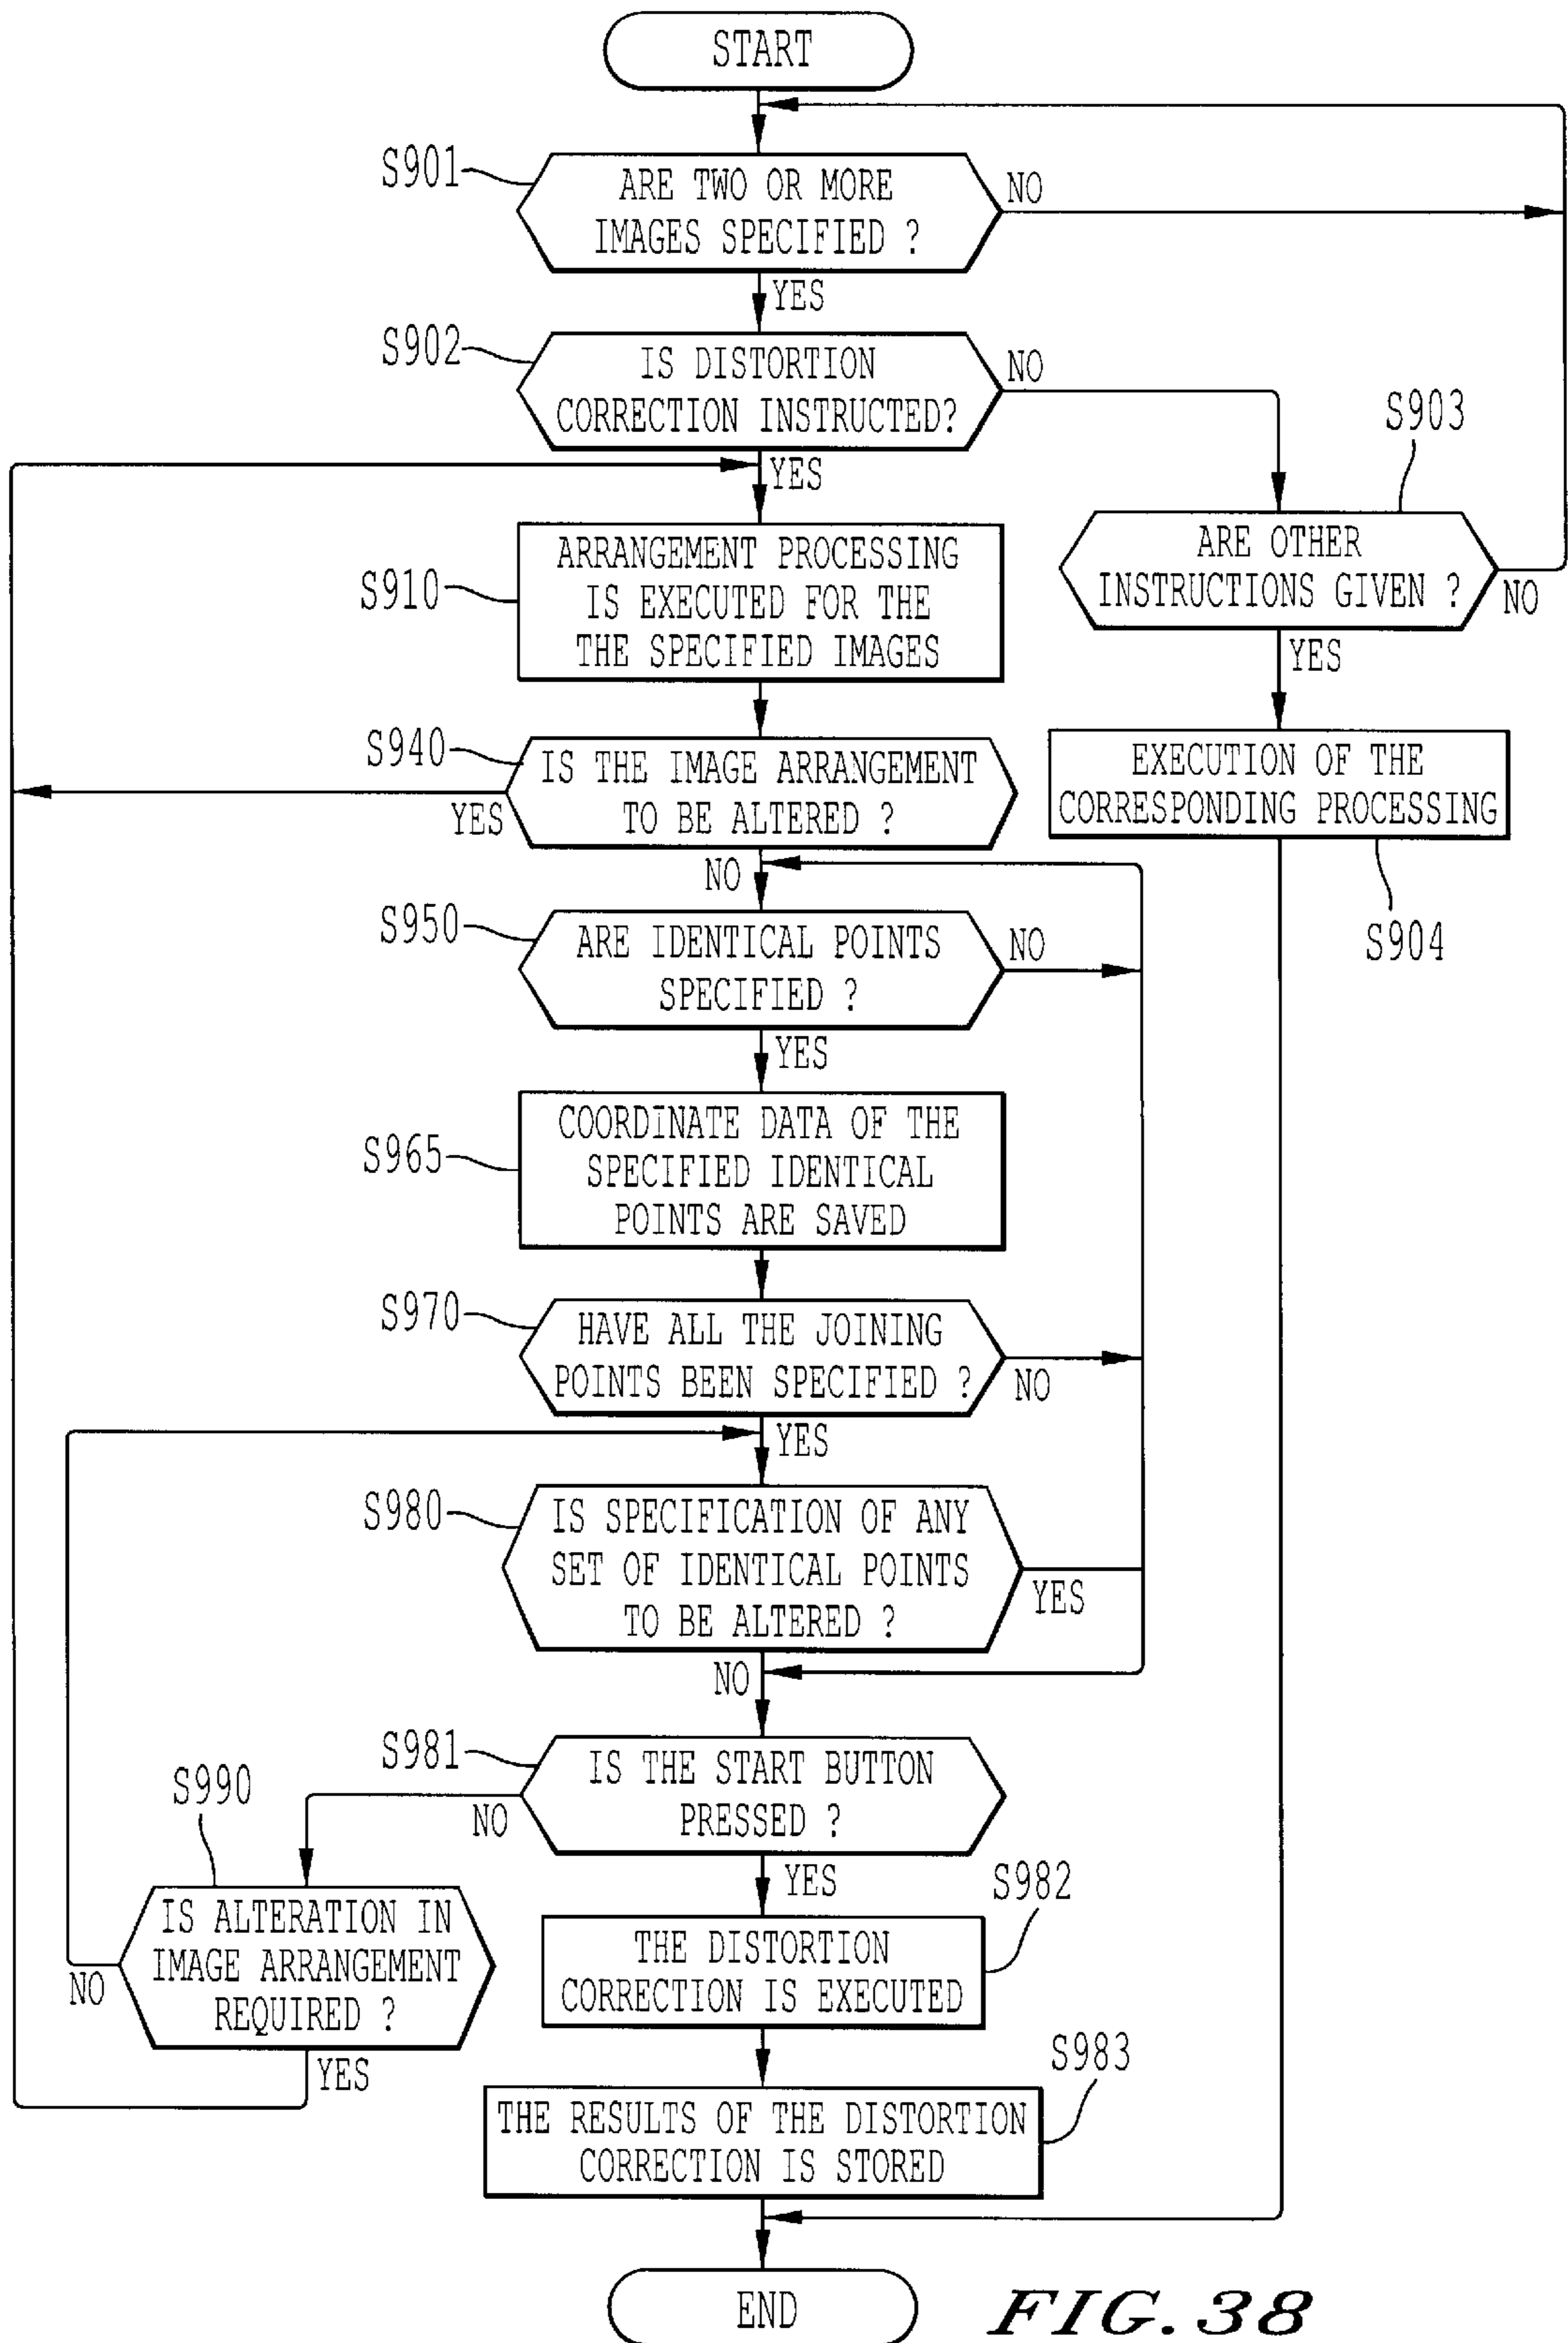 START
S901
ARE TWO OR MORE
IMAGES SPECIFIED ?
NO
YES
S902
IS DISTORTION
CORRECTION INSTRUCTED?
NO
YES
S903
ARE OTHER
INSTRUCTIONS GIVEN ?
NO
YES
S910
ARRANGEMENT PROCESSING
IS EXECUTED FOR THE
THE SPECIFIED IMAGES
S940
IS THE IMAGE ARRANGEMENT
TO BE ALTERED ?
YES
NO
EXECUTION OF THE
CORRESPONDING PROCESSING
S904
S950
ARE IDENTICAL POINTS
SPECIFIED ?
NO
YES
S965
COORDINATE DATA OF THE
SPECIFIED IDENTICAL
POINTS ARE SAVED
S970
HAVE ALL THE JOINING
POINTS BEEN SPECIFIED ?
NO
YES
S980
IS SPECIFICATION OF ANY
SET OF IDENTICAL POINTS
TO BE ALTERED ?
YES
NO
S981
IS THE START BUTTON
PRESSED ?
NO
YES
S990
IS ALTERATION IN
IMAGE ARRANGEMENT
REQUIRED ?
NO
YES
S982
THE DISTORTION
CORRECTION IS EXECUTED
S983
THE RESULTS OF THE DISTORTION
CORRECTION IS STORED
END
FIG. 38